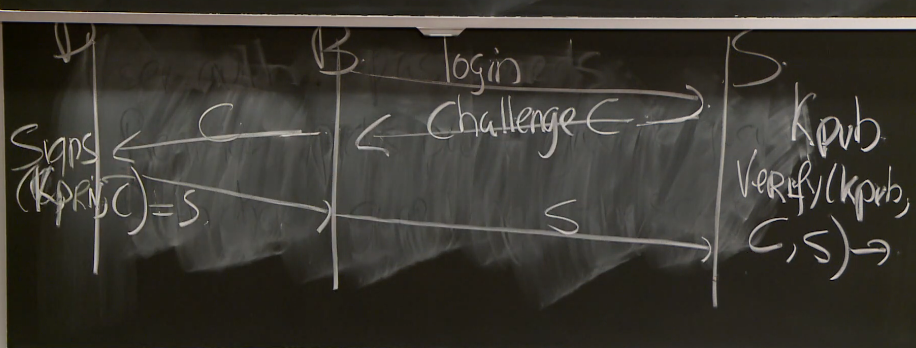 B
login
S
C
Challenge C
Kpub
Signs
(Kpriv, C) = S
S
Verify(Kpub,
C, S) →